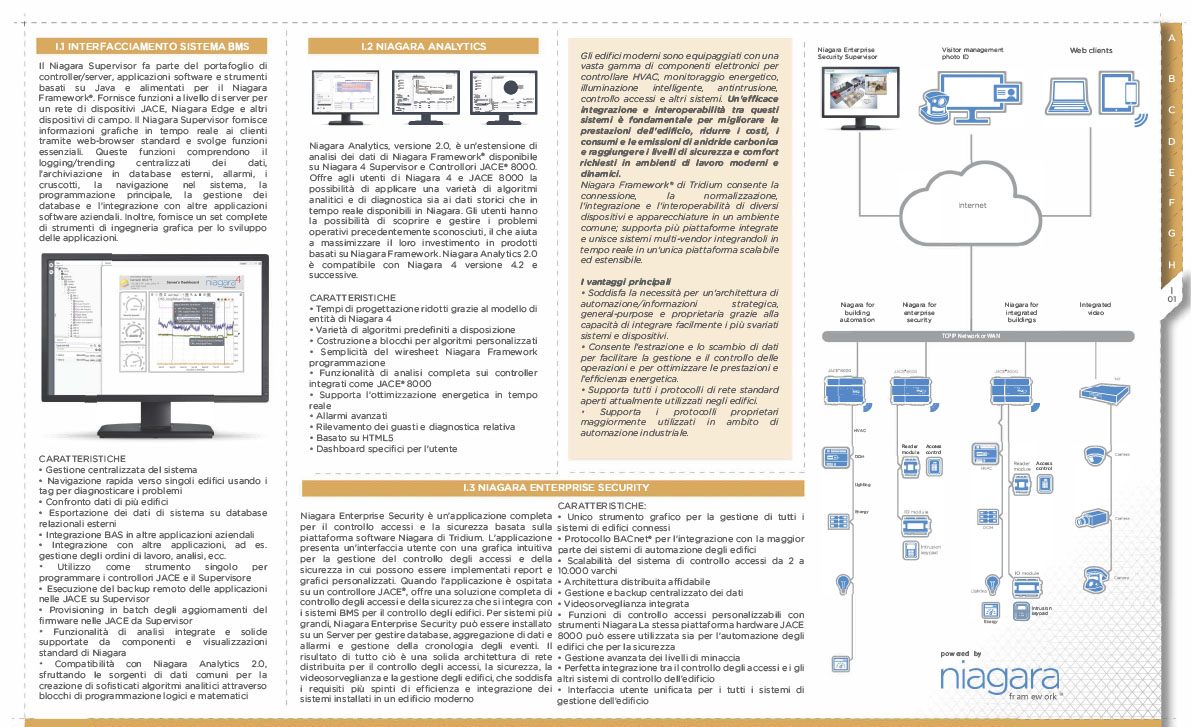 I.1 INTERFACCIAMENTO SISTEMA BMS
Il Niagara Supervisor fa parte del portafoglio di
controller/server, applicazioni software e strumenti
basati su Java e alimentati per il Niagara
Framework®. Fornisce funzioni a livello di server per
un rete di dispositivi JACE, Niagara Edge e altri
dispositivi di campo. Il Niagara Supervisor fornisce
informazioni grafiche in tempo reale ai clienti
tramite web-browser standard e svolge funzioni
essenziali. Queste funzioni comprendono il
logging/trending centralizzati dei dati,
l'archiviazione in database esterni, allarmi, i
cruscotti, la navigazione nel sistema, la
programmazione principale, la gestione dei
database e l'integrazione con altre applicazioni
software aziendali. Inoltre, fornisce un set complete
di strumenti di ingegneria grafica per lo sviluppo
delle applicazioni.
niagara
CARATTERISTICHE
• Gestione centralizzata del sistema
• Navigazione rapida verso singoli edifici usando i
tag per diagnosticare i problemi
• Confronto dati di più edifici
• Esportazione dei dati di sistema su database
relazionali esterni
• Integrazione BAS in altre applicazioni aziendali
• Integrazione con altre applicazioni, ad es.
gestione degli ordini di lavoro, analisi, ecc.
• Utilizzo come strumento singolo per
programmare i controllori JACE e il Supervisore
• Esecuzione del backup remoto delle applicazioni
nelle JACE su Supervisor
• Provisioning in batch degli aggiornamenti del
firmware nelle JACE da Supervisor
• Funzionalità di analisi integrate e solide
supportate da componenti e visualizzazioni
standard di Niagara
• Compatibilità con Niagara Analytics 2.0,
sfruttando le sorgenti di dati comuni per la
creazione di sofisticati algoritmi analitici attraverso
blocchi di programmazione logici e matematici
I.2 NIAGARA ANALYTICS
Niagara Analytics, versione 2.0, è un'estensione di
analisi dei dati di Niagara Framework® disponibile
su Niagara 4 Supervisor e Controllori JACE® 8000.
Offre agli utenti di Niagara 4 e JACE 8000 la
possibilità di applicare una varietà di algoritmi
analitici e di diagnostica sia ai dati storici che in
tempo reale disponibili in Niagara. Gli utenti hanno
la possibilità di scoprire e gestire i problemi
operativi precedentemente sconosciuti, il che aiuta
a massimizzare il loro investimento in prodotti
basati su Niagara Framework. Niagara Analytics 2.0
è compatibile con Niagara 4 versione 4.2 e
successive.
CARATTERISTICHE
• Tempi di progettazione ridotti grazie al modello di
entità di Niagara 4
• Varietà di algoritmi predefiniti a disposizione
• Costruzione a blocchi per algoritmi personalizzati
• Semplicità del wiresheet Niagara Framework
programmazione
• Funzionalità di analisi completa sui controller
integrati come JACE® 8000
• Supporta l'ottimizzazione energetica in tempo
reale
• Allarmi avanzati
• Rilevamento dei guasti e diagnostica relativa
• Basato su HTML5
• Dashboard specifici per l'utente
Gli edifici moderni sono equipaggiati con una
vasta gamma di componenti elettronici per
controllare HVAC, monitoraggio energetico,
illuminazione intelligente, antintrusione,
controllo accessi e altri sistemi. Un'efficace
integrazione e interoperabilità tra questi
sistemi è fondamentale per migliorare le
prestazioni dell'edificio, ridurre i costi, i
consumi e le emissioni di anidride carbonica
e raggiungere i livelli di sicurezza e comfort
richiesti in ambienti di lavoro moderni e
dinamici.
Niagara Framework® di Tridium consente la
connessione, la normalizzazione,
l'integrazione e l'interoperabilità di diversi
dispositivi e apparecchiature in un ambiente
comune; supporta più piattaforme integrate
e unisce sistemi multi-vendor integrandoli in
tempo reale in un'unica piattaforma scalabile
ed estensibile.
I vantaggi principali
• Soddisfa la necessità per un'architettura di
automazione/informazioni strategica,
general-purpose e proprietaria grazie alla
capacità di integrare facilmente i più svariati
sistemi e dispositivi.
• Consente l'estrazione e lo scambio di dati
per facilitare la gestione e il controllo delle
operazioni e per ottimizzare le prestazioni e
l'efficienza energetica.
• Supporta tutti i protocolli di rete standard
aperti attualmente utilizzati negli edifici.
• Supporta i protocolli proprietari
maggiormente utilizzati in ambito di
automazione industriale.
I.3 NIAGARA ENTERPRISE SECURITY
Niagara Enterprise Security è un'applicazione completa
per il controllo accessi e la sicurezza basata sulla
piattaforma software Niagara di Tridium. L'applicazione
presenta un'interfaccia utente con una grafica intuitiva
per la gestione del controllo degli accessi e della
sicurezza in cui possono essere implementati report e
grafici personalizzati. Quando l'applicazione è ospitata
su un controllore JACE®, offre una soluzione completa di
controllo degli accessi e della sicurezza che si integra con
i sistemi BMS per il controllo degli edifici. Per sistemi più
grandi, Niagara Enterprise Security può essere installato
su un Server per gestire database, aggregazione di dati e
allarmi e gestione della cronologia degli eventi. Il
risultato di tutto ciò è una solida architettura di rete
distribuita per il controllo degli accessi, la sicurezza, la
videosorveglianza e la gestione degli edifici, che soddisfa
i requisiti più spinti di efficienza e integrazione dei
sistemi installati in un edificio moderno
CARATTERISTICHE:
• Unico strumento grafico per la gestione di tutti i
sistemi di edifici connessi
• Protocollo BACnet® per l'integrazione con la maggior
parte dei sistemi di automazione degli edifici
• Scalabilità del sistema di controllo accessi da 2 a
10.000 varchi
• Architettura distribuita affidabile
• Gestione e backup centralizzato dei dati
• Videosorveglianza integrata
• Funzioni di controllo accessi personalizzabili con
strumenti Niagara La stessa piattaforma hardware JACE
8000 può essere utilizzata sia per l'automazione degli
edifici che per la sicurezza
• Gestione avanzata dei livelli di minaccia
• Perfetta integrazione tra il controllo degli accessi e i gli
altri sistemi di controllo dell'edificio
• Interfaccia utente unificata per i tutti i sistemi di
gestione dell'edificio
Niagara Enterprise
Security Supervisor
Visitor management
photo ID
Web clients
Internet
Niagara for
building
automation
Niagara for
enterprise
security
Niagara for
integrated
buildings
Integrated
video
TCP/IP Network or WAN
JACE®8000
JACE®8000
JACE®8000
HVAC
DCIM
Lighting
Energy
Reader
module
Access
control
IO module
Intrusion
keypad
HVAC
Reader
module
Access
control
DCIM
IO module
Lighting
Energy
Intrusion
keypad
Camera
Camera
Camera
powered by
niagara
framework™
A
B
C
D
E
F
G
H
I
01